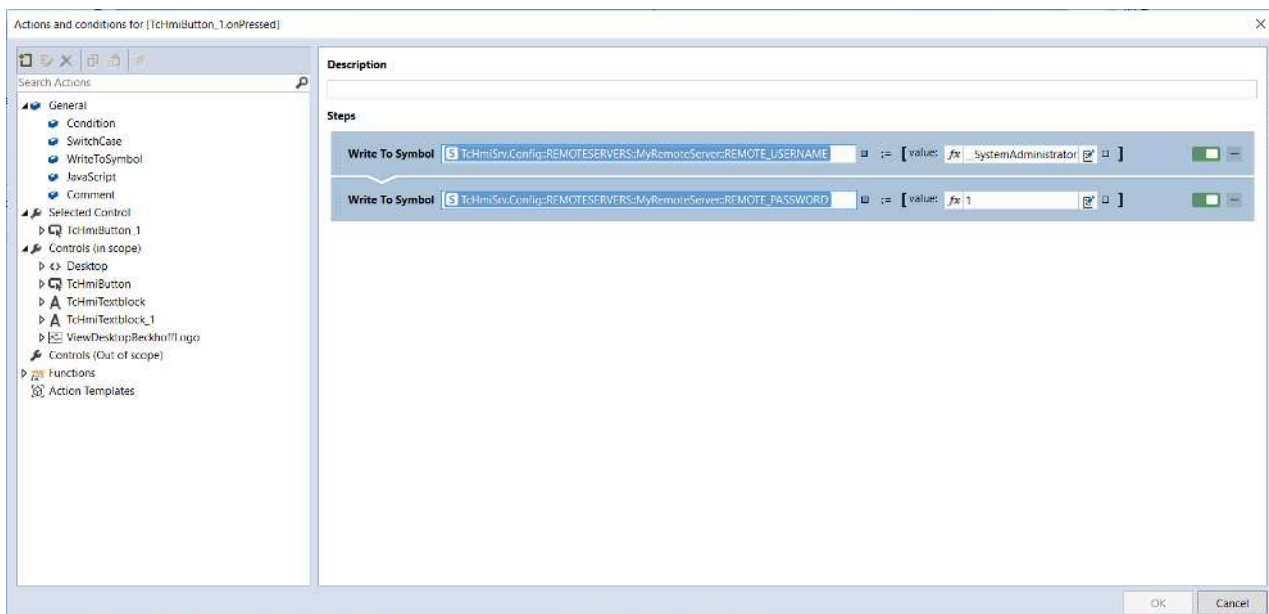 Actions and conditions for [TcHmiButton_1.onPressed]
Search Actions
General
Condition
SwitchCase
WriteToSymbol
JavaScript
Comment
Selected Control
TcHmiButton_1
Controls (in scope)
Desktop
TcHmiButton
TcHmiTextblock
TcHmiTextblock_1
ViewDesktopBeckhoffLogo
Controls (Out of scope)
Functions
Action Templates
Description
Steps
Write To Symbol S TcHmiSrv.Config::REMOTESERVERS::MyRemoteServer::REMOTE_USERNAME := [ value: fx __SystemAdministrator ]
Write To Symbol S TcHmiSrv.Config::REMOTESERVERS::MyRemoteServer::REMOTE_PASSWORD := [ value: fx 1 ]
OK Cancel